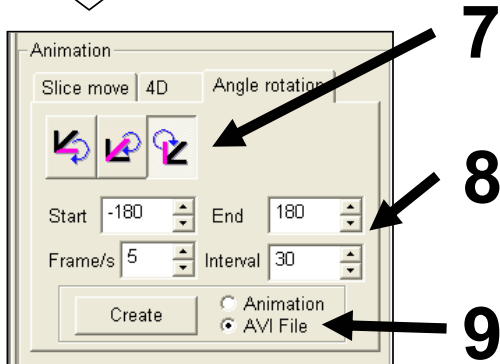 7
Animation
Slice move 4D Angle rotation
Start -180 End 180
8
Frame/s 5 Interval 30
Create Animation
AVI File
9